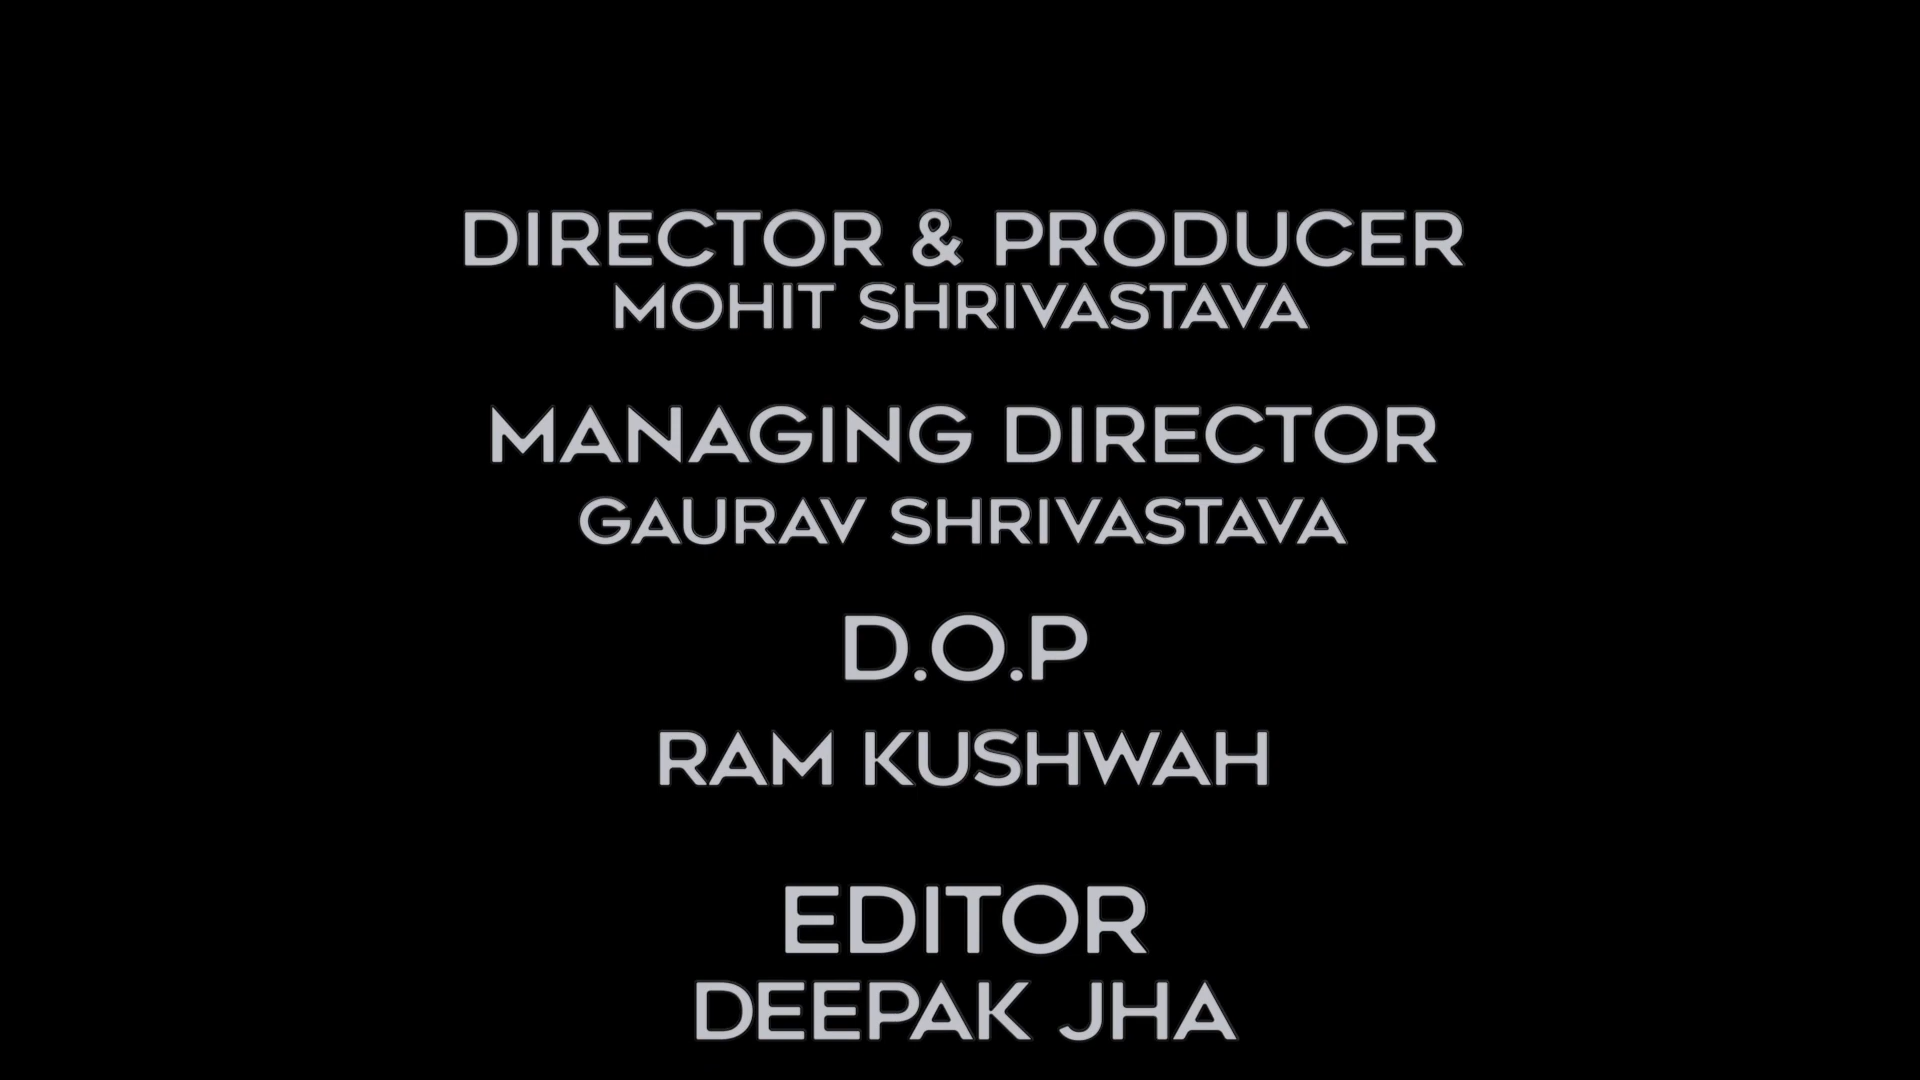 DIRECTOR & PRODUCER
MOHIT SHRIVASTAVA
MANAGING DIRECTOR
GAURAV SHRIVASTAVA
D.O.P
RAM KUSHWAH
EDITOR
DEEPAK JHA